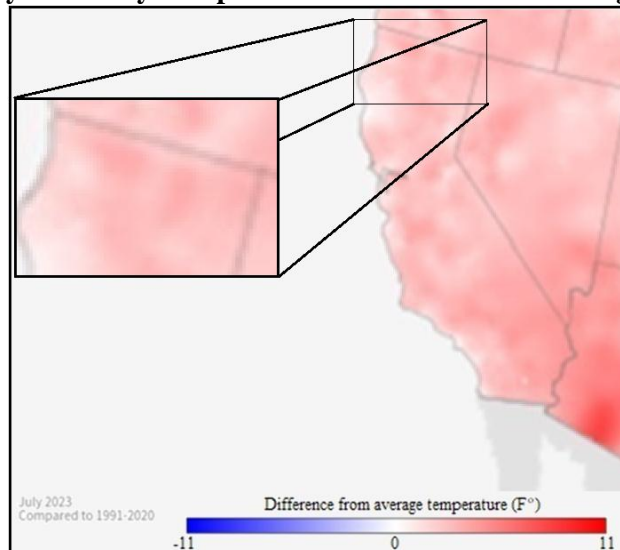 July 2023
Compared to 1991-2020
Difference from average temperature (F°)
-11 0 11